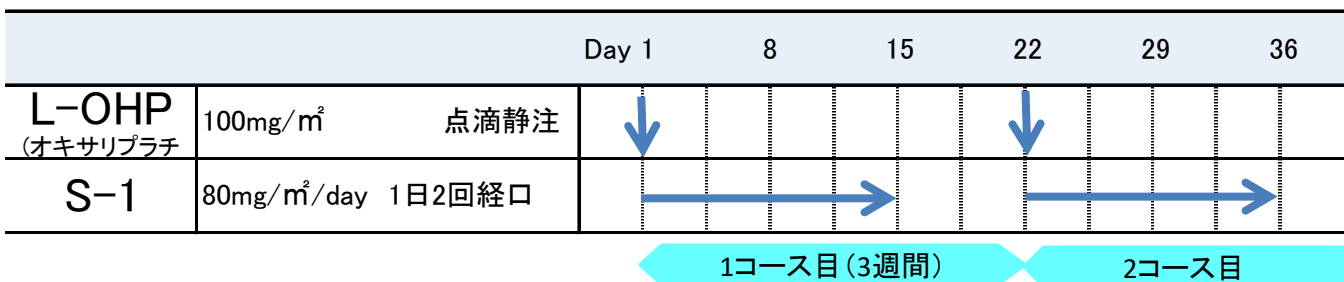 Day 1 8 15 22 29 36
L-OHP 100mg/㎡ 点滴静注
(オキサリプラチ
S-1 80mg/㎡/day 1日2回経口
1コース目(3週間) 2コース目